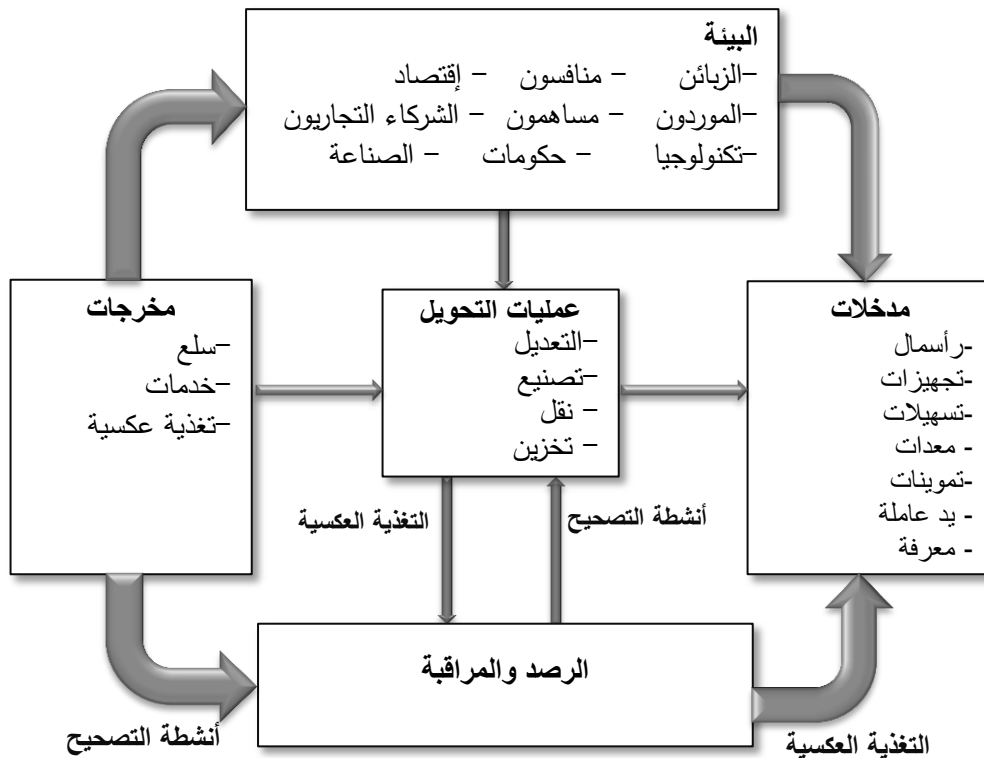 البيئة
–الزبائن – منافسون – إقتصاد
–الموردون – مساهمون – الشركاء التجاريون
–تكنولوجيا – حكومات – الصناعة
مدخلات
-رأسمال
-تجهيزات
-تسهيلات
- معدات
-تموينات
- يد عاملة
- معرفة
عمليات التحويل
–التعديل
–تصنيع
– نقل
– تخزين
مخرجات
–سلع
–خدمات
–تغذية عكسية
أنشطة التصحيح
التغذية العكسية
الرصد والمراقبة
التغذية العكسية
أنشطة التصحيح